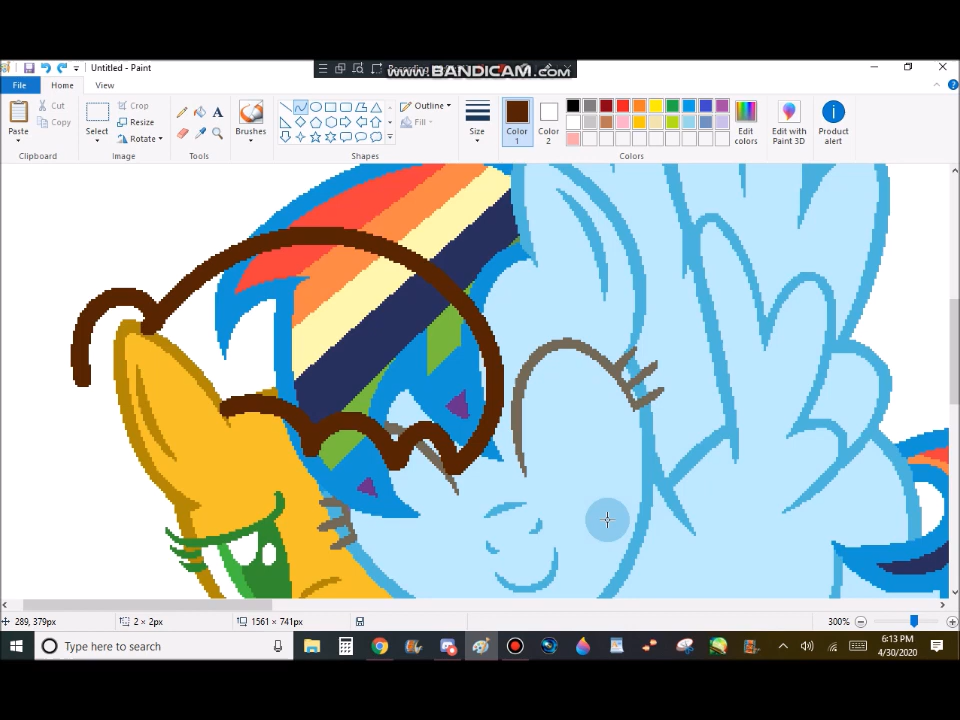 Untitled - Paint
Recording
www.BANDICAM.com
File
Home
View
Paste
Cut
Copy
Clipboard
Select
Crop
Resize
Rotate
Image
Tools
Brushes
Shapes
Outline
Fill
Size
Color 1
Color 2
Edit colors
Edit with Paint 3D
Product alert
Colors
289, 379px
2 × 2px
1561 × 741px
300%
Type here to search
6:13 PM
4/30/2020